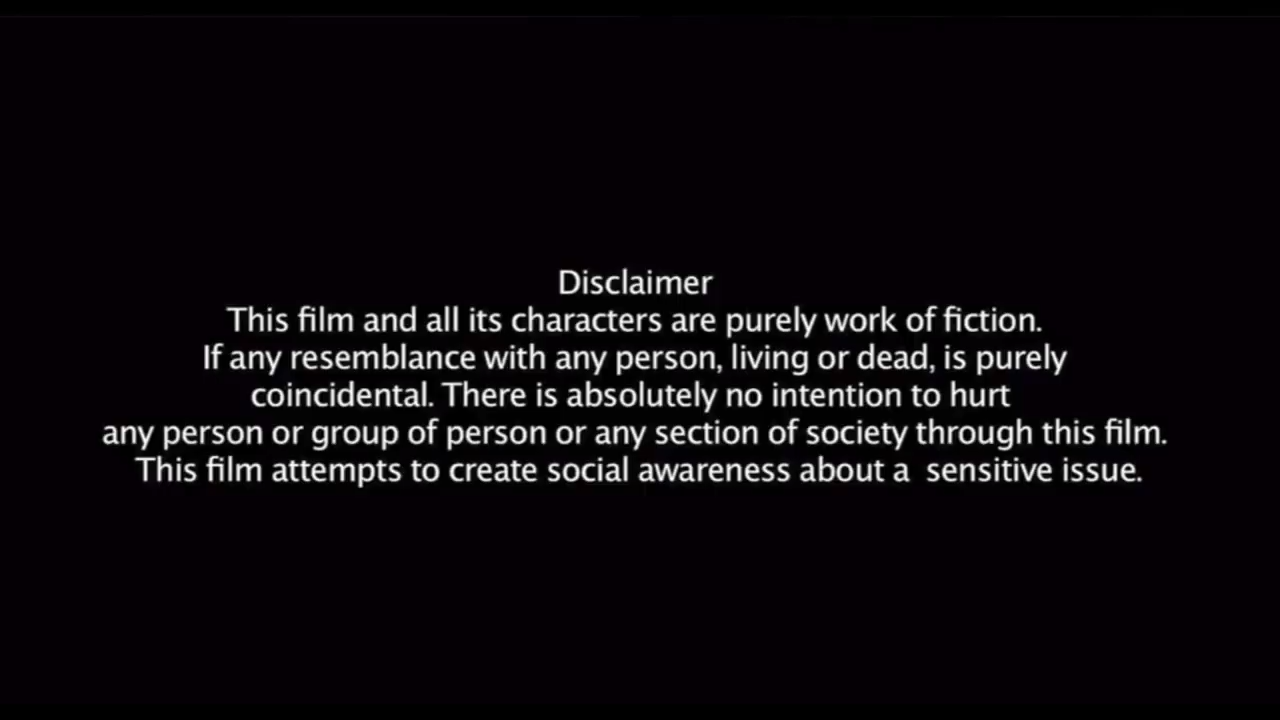 Disclaimer
This film and all its characters are purely work of fiction.
If any resemblance with any person, living or dead, is purely
coincidental. There is absolutely no intention to hurt
any person or group of person or any section of society through this film.
This film attempts to create social awareness about a  sensitive issue.